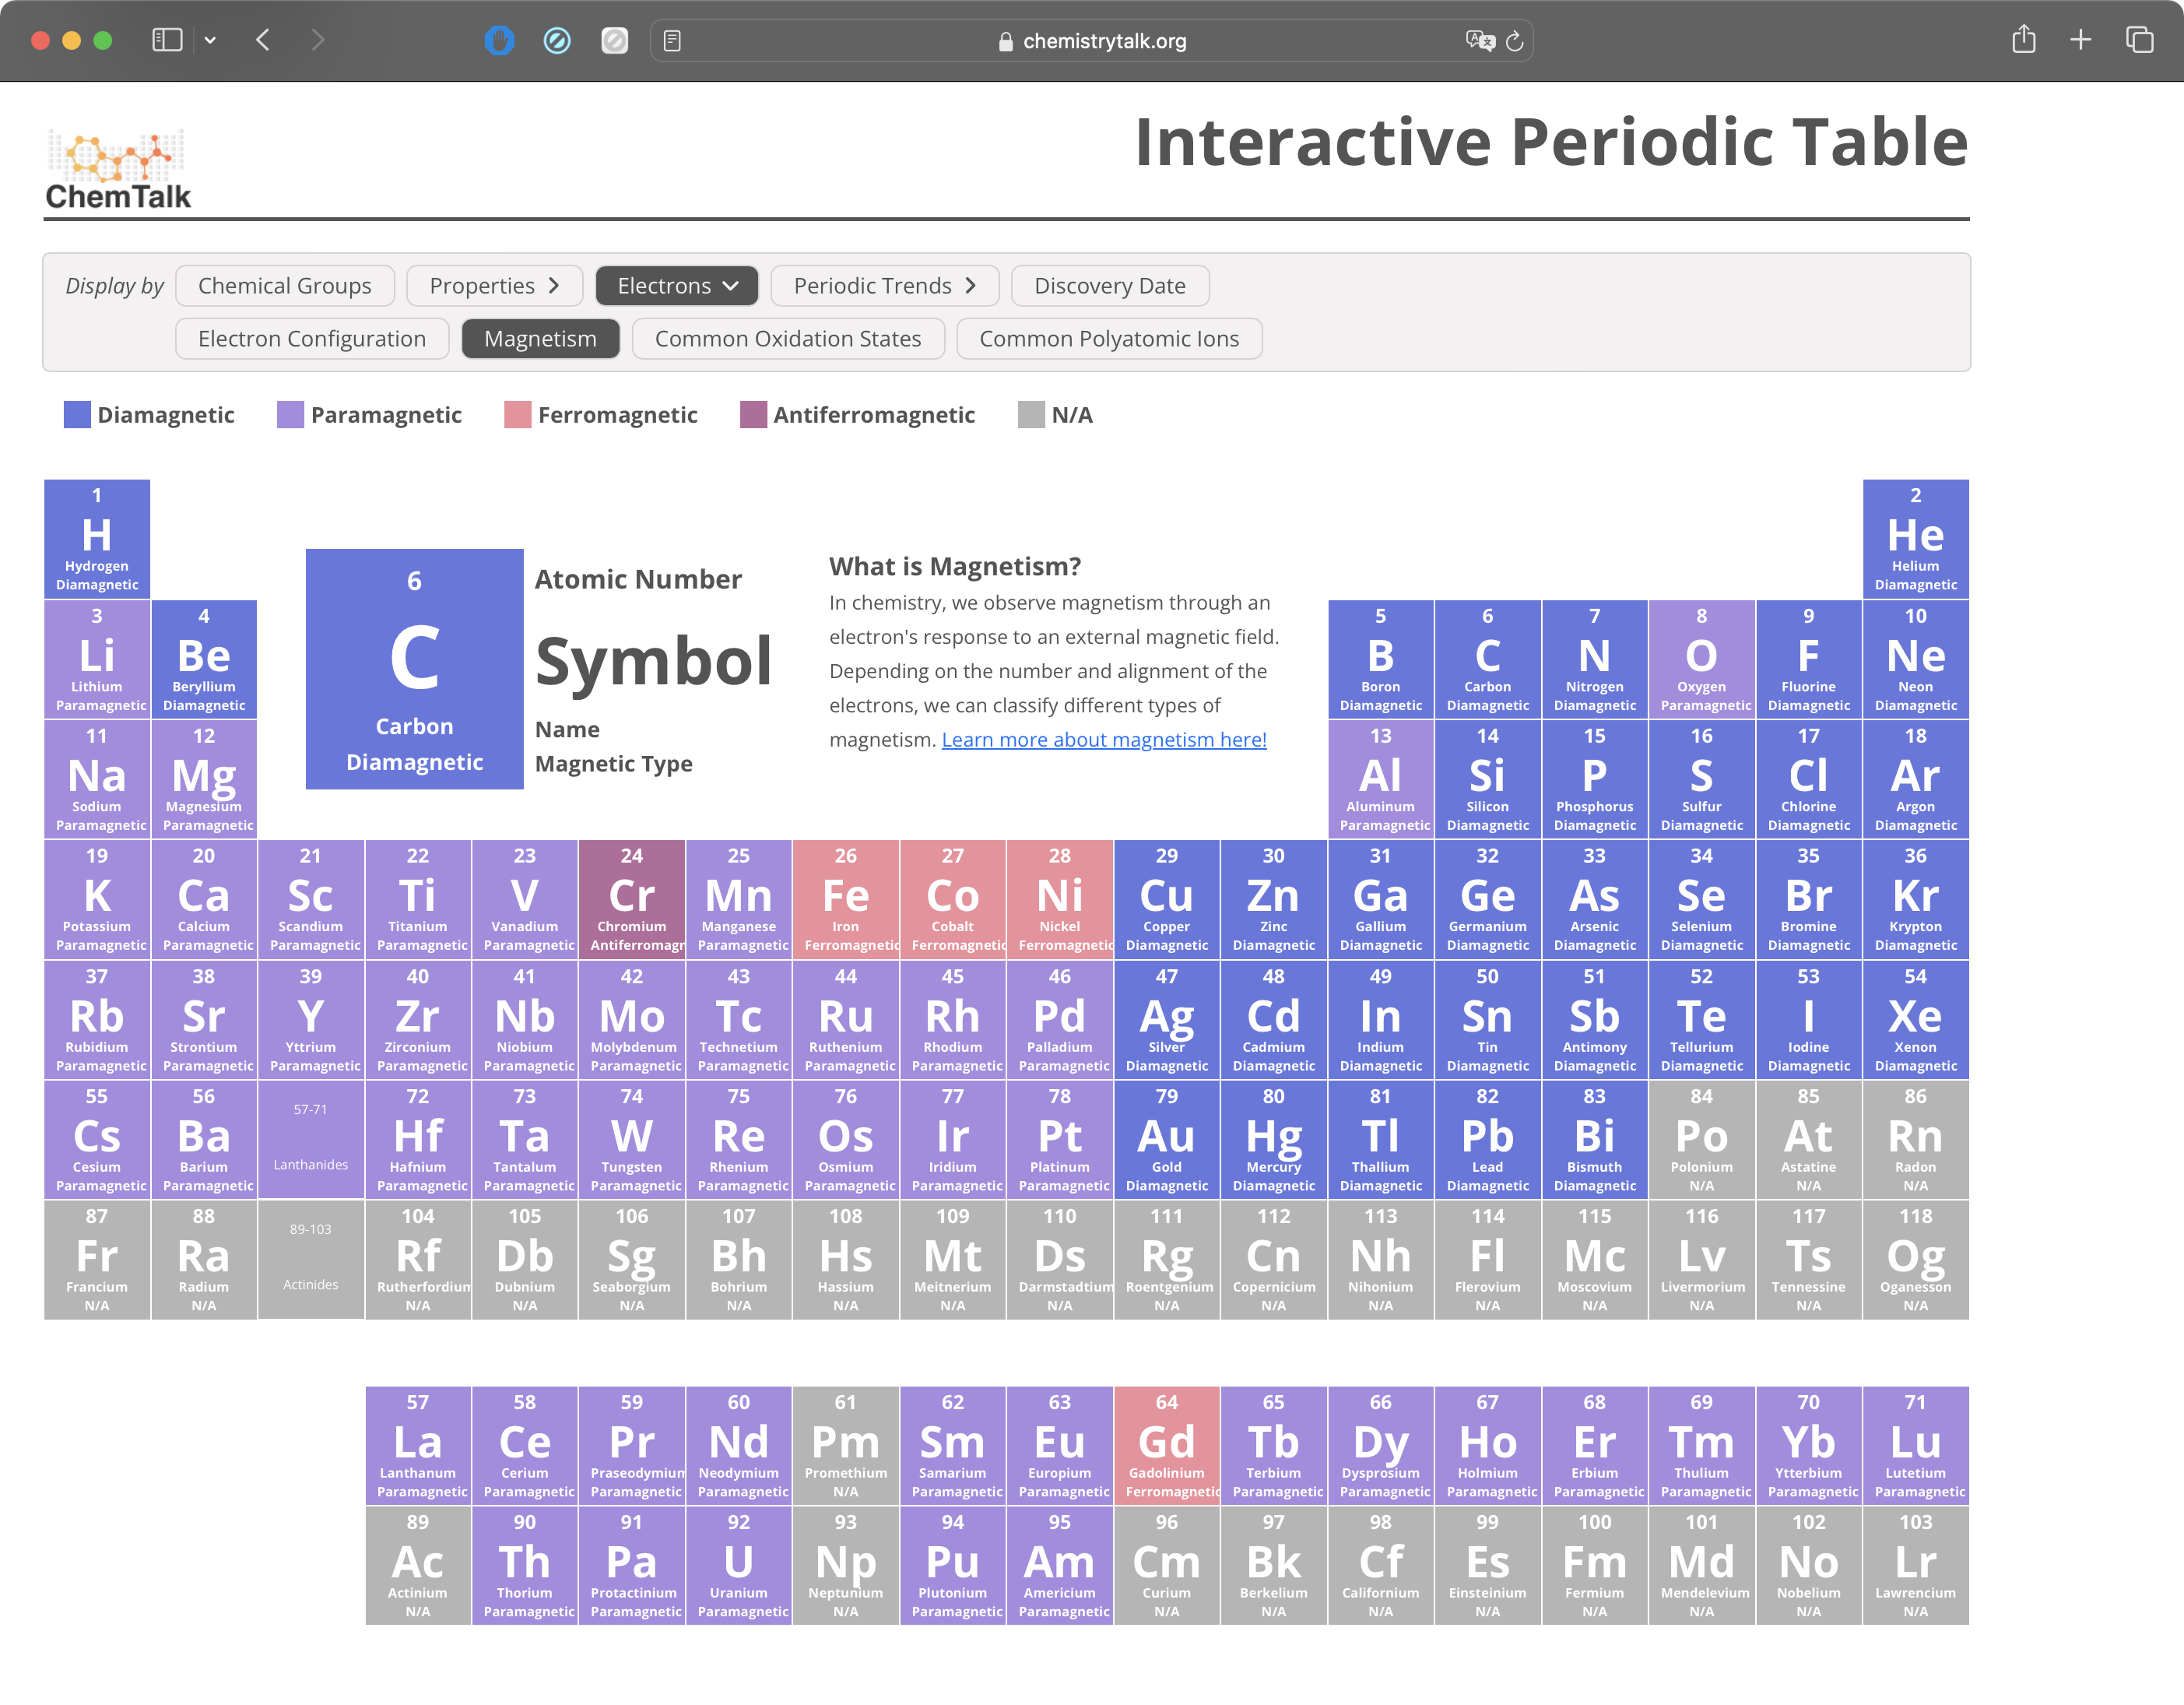 chemistrytalk.org
ChemTalk
Interactive Periodic Table
Display by Chemical Groups Properties Electrons Periodic Trends Discovery Date
Electron Configuration Magnetism Common Oxidation States Common Polyatomic Ions
Diamagnetic Paramagnetic Ferromagnetic Antiferromagnetic N/A
1 2
H He
Hydrogen Helium
Diamagnetic Diamagnetic
6 Atomic Number
C Symbol
Carbon Name
Diamagnetic Magnetic Type
What is Magnetism?
In chemistry, we observe magnetism through an
electron's response to an external magnetic field.
Depending on the number and alignment of the
electrons, we can classify different types of
magnetism. Learn more about magnetism here!
3 4 5 6 7 8 9 10
Li Be B C N O F Ne
Lithium Beryllium Boron Carbon Nitrogen Oxygen Fluorine Neon
Paramagnetic Diamagnetic Diamagnetic Diamagnetic Diamagnetic Paramagnetic Diamagnetic Diamagnetic
11 12 13 14 15 16 17 18
Na Mg Al Si P S Cl Ar
Sodium Magnesium Aluminum Silicon Phosphorus Sulfur Chlorine Argon
Paramagnetic Paramagnetic Paramagnetic Diamagnetic Diamagnetic Diamagnetic Diamagnetic Diamagnetic
19 20 21 22 23 24 25 26 27 28 29 30 31 32 33 34 35 36
K Ca Sc Ti V Cr Mn Fe Co Ni Cu Zn Ga Ge As Se Br Kr
Potassium Calcium Scandium Titanium Vanadium Chromium Manganese Iron Cobalt Nickel Copper Zinc Gallium Germanium Arsenic Selenium Bromine Krypton
Paramagnetic Paramagnetic Paramagnetic Paramagnetic Paramagnetic Antiferromagn Paramagnetic Ferromagnetic Ferromagnetic Ferromagnetic Diamagnetic Diamagnetic Diamagnetic Diamagnetic Diamagnetic Diamagnetic Diamagnetic Diamagnetic
37 38 39 40 41 42 43 44 45 46 47 48 49 50 51 52 53 54
Rb Sr Y Zr Nb Mo Tc Ru Rh Pd Ag Cd In Sn Sb Te I Xe
Rubidium Strontium Yttrium Zirconium Niobium Molybdenum Technetium Ruthenium Rhodium Palladium Silver Cadmium Indium Tin Antimony Tellurium Iodine Xenon
Paramagnetic Paramagnetic Paramagnetic Paramagnetic Paramagnetic Paramagnetic Paramagnetic Paramagnetic Paramagnetic Paramagnetic Diamagnetic Diamagnetic Diamagnetic Diamagnetic Diamagnetic Diamagnetic Diamagnetic Diamagnetic
55 56 57-71 72 73 74 75 76 77 78 79 80 81 82 83 84 85 86
Cs Ba Hf Ta W Re Os Ir Pt Au Hg Tl Pb Bi Po At Rn
Cesium Barium Lanthanides Hafnium Tantalum Tungsten Rhenium Osmium Iridium Platinum Gold Mercury Thallium Lead Bismuth Polonium Astatine Radon
Paramagnetic Paramagnetic Paramagnetic Paramagnetic Paramagnetic Paramagnetic Paramagnetic Paramagnetic Paramagnetic Diamagnetic Diamagnetic Diamagnetic Diamagnetic Diamagnetic N/A N/A N/A
87 88 89-103 104 105 106 107 108 109 110 111 112 113 114 115 116 117 118
Fr Ra Rf Db Sg Bh Hs Mt Ds Rg Cn Nh Fl Mc Lv Ts Og
Francium Radium Actinides Rutherfordium Dubnium Seaborgium Bohrium Hassium Meitnerium Darmstadtium Roentgenium Copernicium Nihonium Flerovium Moscovium Livermorium Tennessine Oganesson
N/A N/A N/A N/A N/A N/A N/A N/A N/A N/A N/A N/A N/A N/A N/A N/A N/A
57 58 59 60 61 62 63 64 65 66 67 68 69 70 71
La Ce Pr Nd Pm Sm Eu Gd Tb Dy Ho Er Tm Yb Lu
Lanthanum Cerium Praseodymium Neodymium Promethium Samarium Europium Gadolinium Terbium Dysprosium Holmium Erbium Thulium Ytterbium Lutetium
Paramagnetic Paramagnetic Paramagnetic Paramagnetic N/A Paramagnetic Paramagnetic Ferromagnetic Paramagnetic Paramagnetic Paramagnetic Paramagnetic Paramagnetic Paramagnetic Paramagnetic
89 90 91 92 93 94 95 96 97 98 99 100 101 102 103
Ac Th Pa U Np Pu Am Cm Bk Cf Es Fm Md No Lr
Actinium Thorium Protactinium Uranium Neptunium Plutonium Americium Curium Berkelium Californium Einsteinium Fermium Mendelevium Nobelium Lawrencium
N/A Paramagnetic Paramagnetic Paramagnetic N/A Paramagnetic Paramagnetic N/A N/A N/A N/A N/A N/A N/A N/A